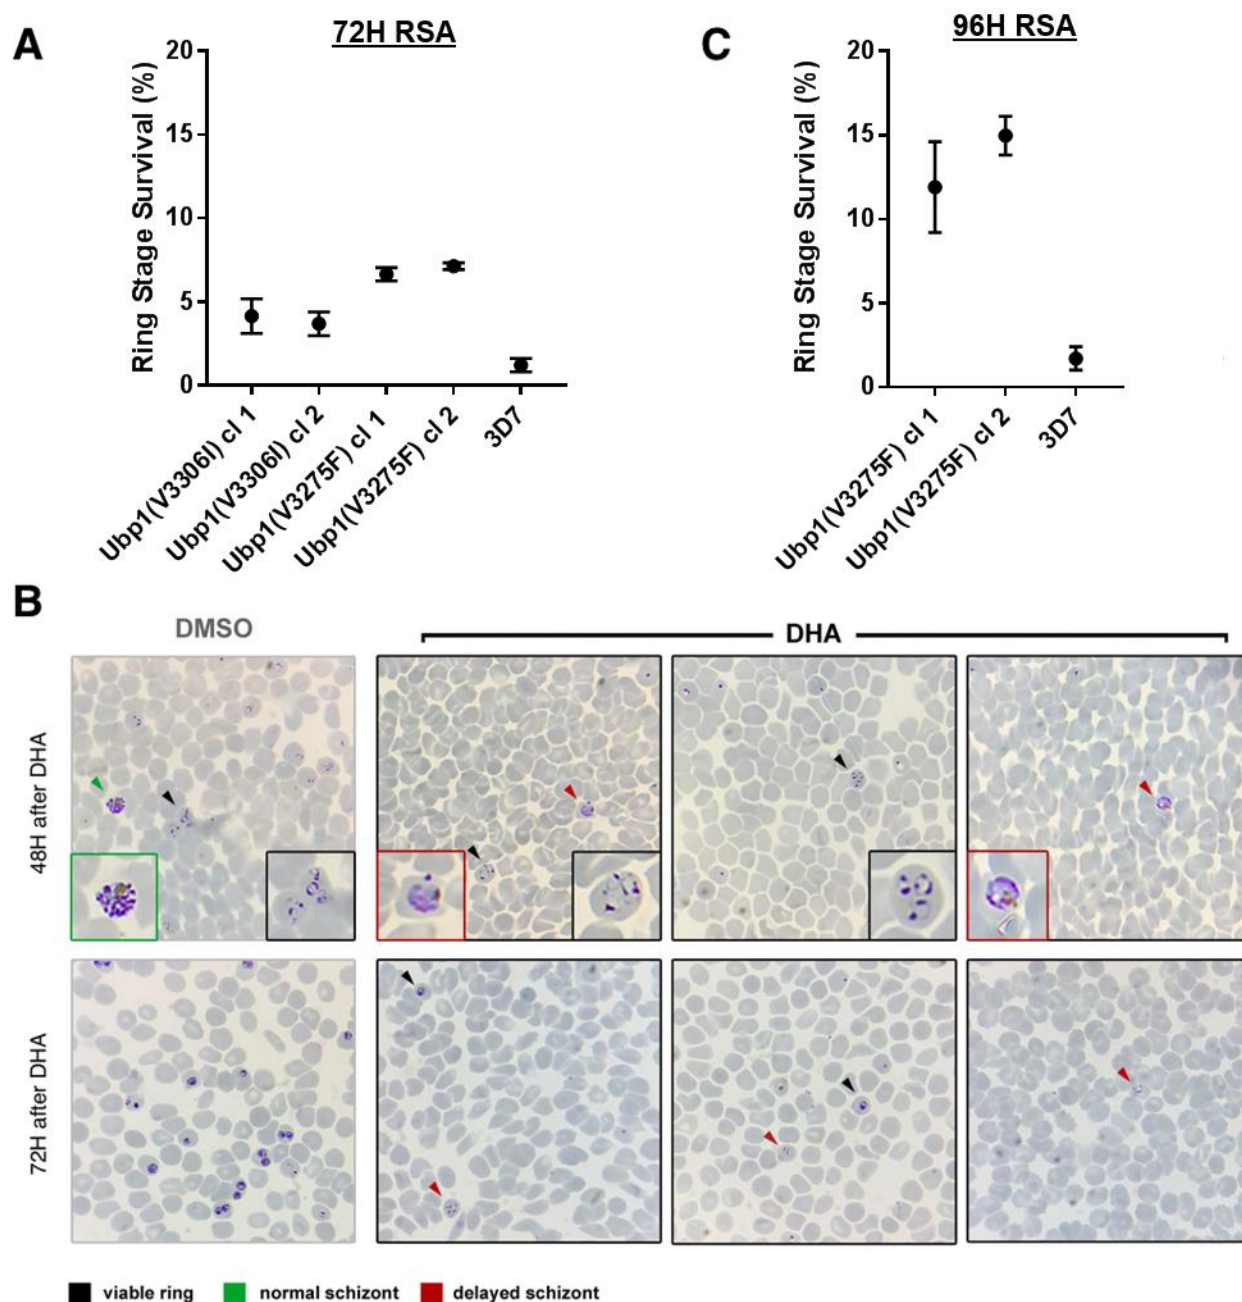 A
72H RSA
Ring Stage Survival (%)
20
15
10
5
0
Ubp1(V3306I) cl 1
Ubp1(V3306I) cl 2
Ubp1(V3275F) cl 1
Ubp1(V3275F) cl 2
3D7
C
96H RSA
Ring Stage Survival (%)
20
15
10
5
0
Ubp1(V3275F) cl 1
Ubp1(V3275F) cl 2
3D7
B
DMSO
DHA
48H after DHA
72H after DHA
viable ring
normal schizont
delayed schizont